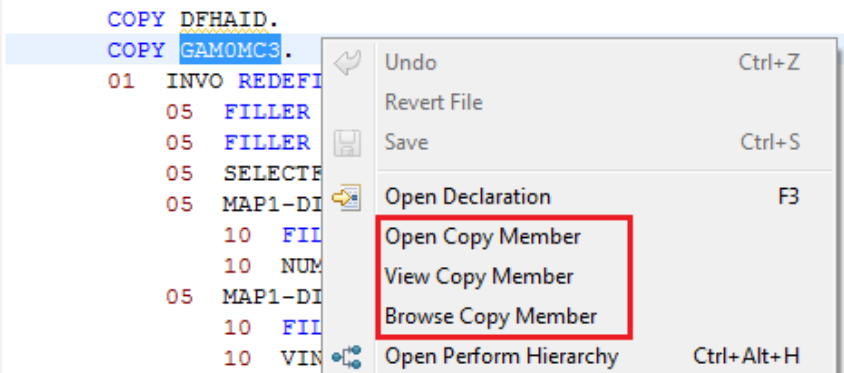 COPY DFHAID.
COPY GAM0MC3.
01 INVO REDEFI
05 FILLER
05 FILLER
05 SELECTE
05 MAP1-DI
10 FIL
10 NUM
05 MAP1-DI
10 FIL
10 VIN
Undo Ctrl+Z
Revert File
Save Ctrl+S
Open Declaration F3
Open Copy Member
View Copy Member
Browse Copy Member
Open Perform Hierarchy Ctrl+Alt+H